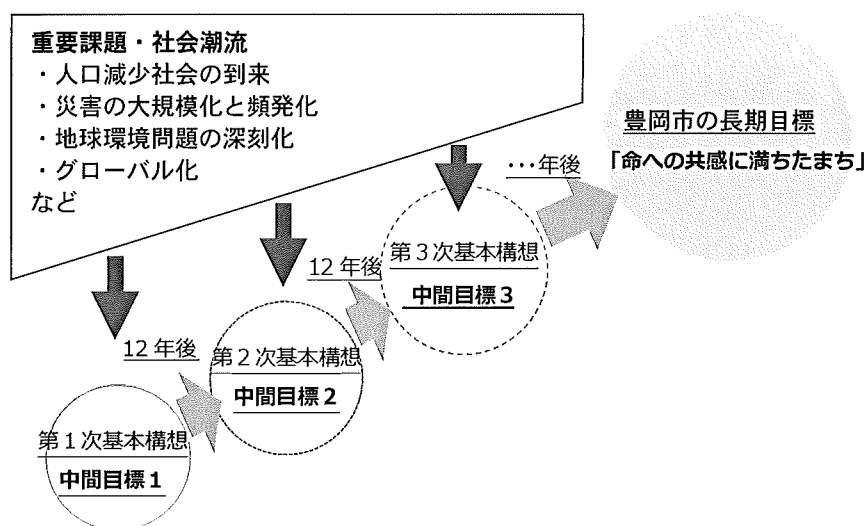 重要課題・社会潮流
・人口減少社会の到来
・災害の大規模化と頻発化
・地球環境問題の深刻化
・グローバル化
など
豊岡市の長期目標
「命への共感に満ちたまち」
…年後
第３次基本構想
中間目標３
12 年後
第２次基本構想
中間目標２
12 年後
第１次基本構想
中間目標１